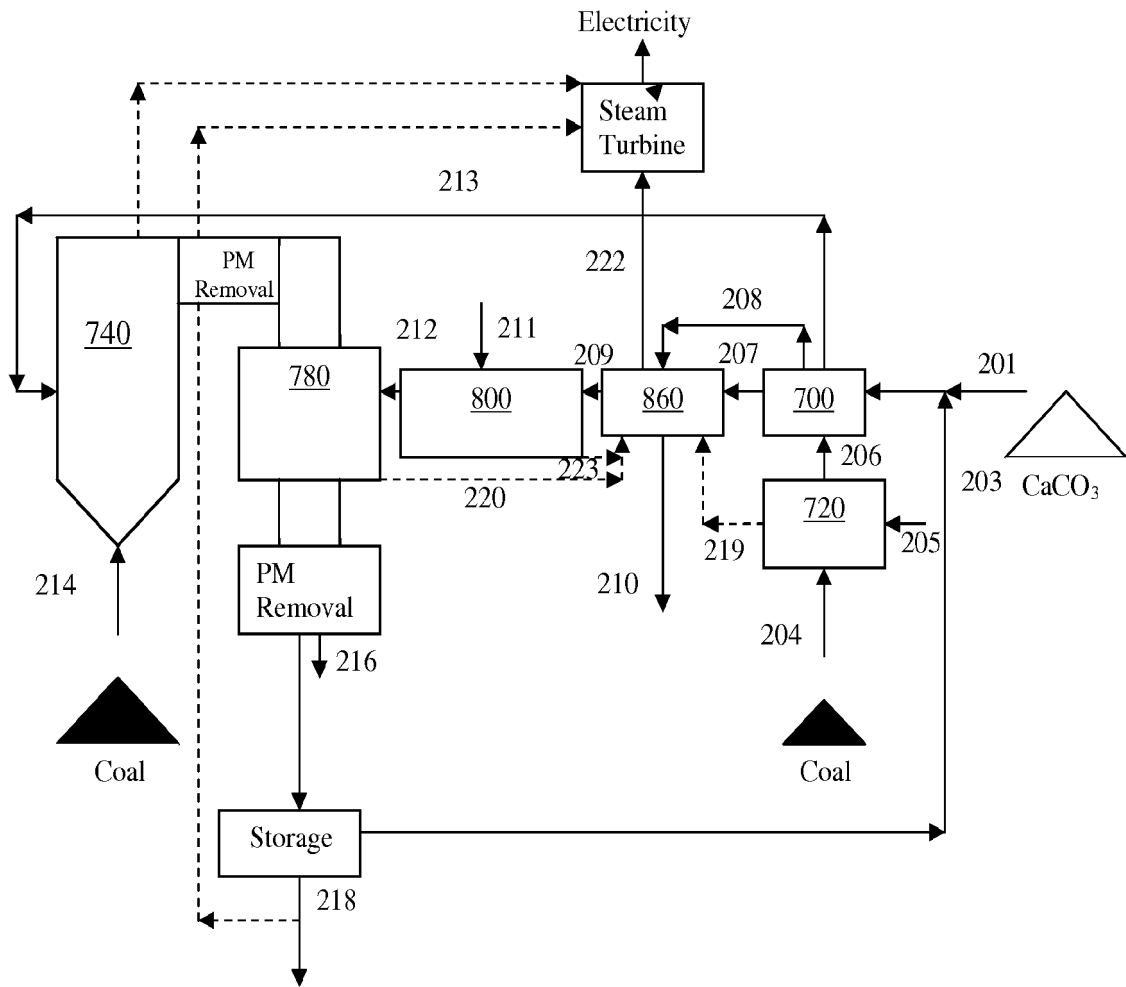 Electricity
Steam
Turbine
213
PM
Removal
222
208
740
212
211
209
207
201
780
800
860
700
206
223
220
203
CaCO3
720
219
205
214
PM
Removal
210
204
216
Coal
Coal
Storage
218